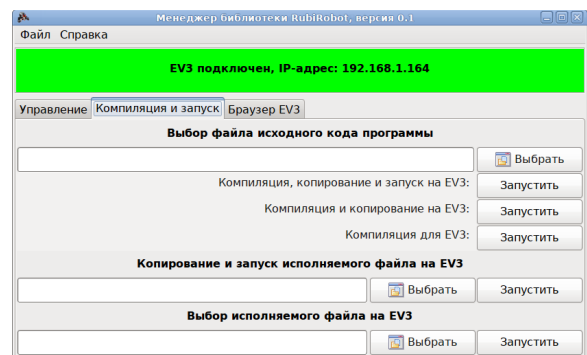 Менеджер библиотеки RubiRobot, версия 0.1
Файл Справка
EV3 подключен, IP-адрес: 192.168.1.164
Управление Компиляция и запуск Браузер EV3
Выбор файла исходного кода программы
Выбрать
Компиляция, копирование и запуск на EV3: Запустить
Компиляция и копирование на EV3: Запустить
Компиляция для EV3: Запустить
Копирование и запуск исполняемого файла на EV3
Выбрать Запустить
Выбор исполняемого файла на EV3
Выбрать Запустить